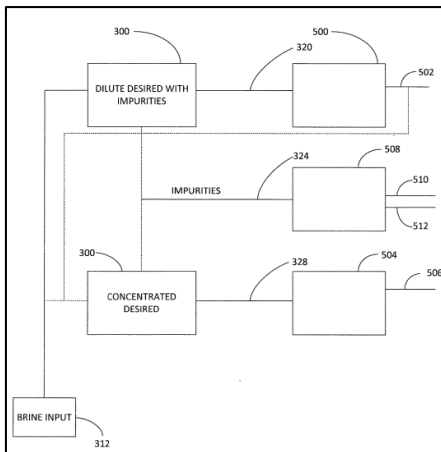 300
500
320
502
DILUTE DESIRED WITH
IMPURITIES
508
324
IMPURITIES
510
512
300
504
328
506
CONCENTRATED
DESIRED
BRINE INPUT
312